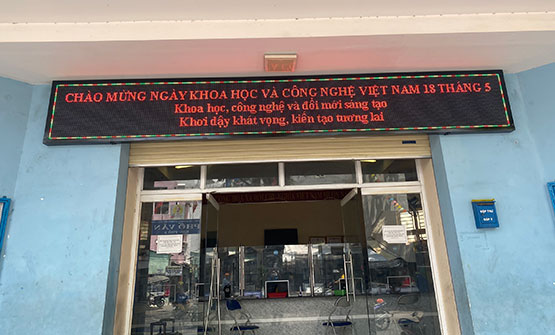 CHÀO MỪNG NGÀY KHOA HỌC VÀ CÔNG NGHỆ VIỆT NAM 18 THÁNG 5
Khoa học, công nghệ và đổi mới sáng tạo
Khơi dậy khát vọng, kiến tạo tương lai